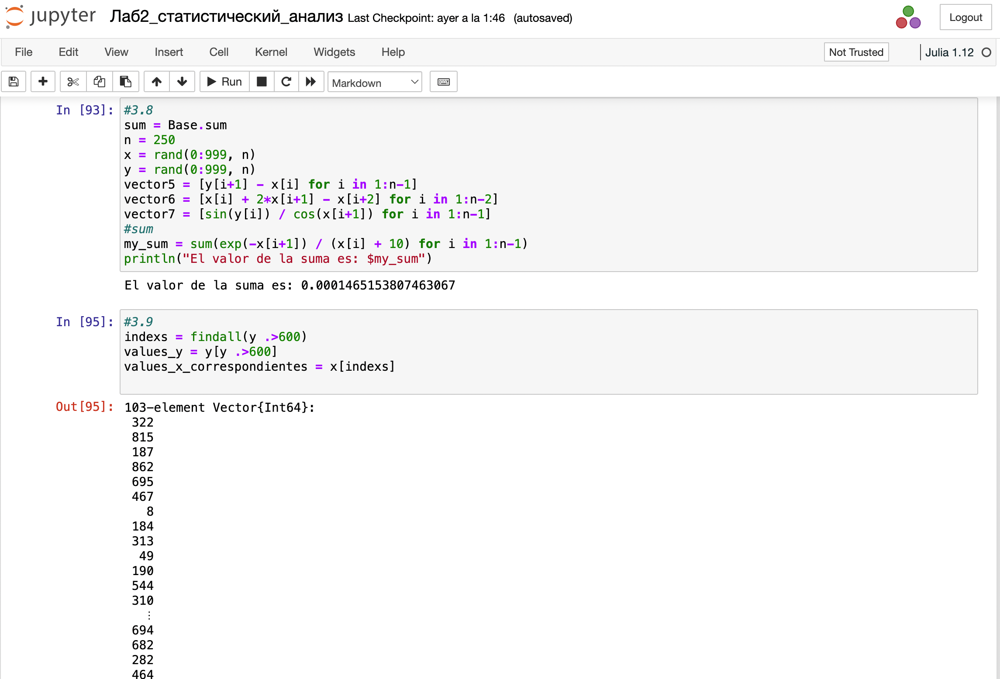 jupyter Лаб2_статистический_анализ Last Checkpoint: ayer a la 1:46 (autosaved) Logout
File Edit View Insert Cell Kernel Widgets Help Not Trusted Julia 1.12
Run Markdown
In [93]: #3.8
sum = Base.sum
n = 250
x = rand(0:999, n)
y = rand(0:999, n)
vector5 = [y[i+1] - x[i] for i in 1:n-1]
vector6 = [x[i] + 2*x[i+1] - x[i+2] for i in 1:n-2]
vector7 = [sin(y[i]) / cos(x[i+1]) for i in 1:n-1]
#sum
my_sum = sum(exp(-x[i+1]) / (x[i] + 10) for i in 1:n-1)
println("El valor de la suma es: $my_sum")
El valor de la suma es: 0.0001465153807463067
In [95]: #3.9
indexs = findall(y .>600)
values_y = y[y .>600]
values_x_correspondientes = x[indexs]
Out[95]: 103-element Vector{Int64}:
322
815
187
862
695
467
8
184
313
49
190
544
310
⋮
694
682
282
464